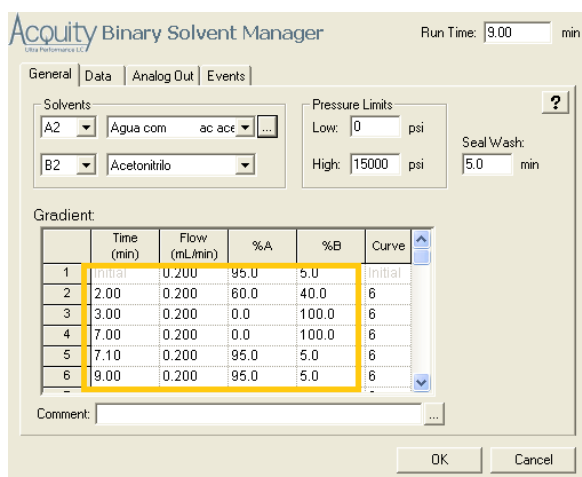 Acquity Binary Solvent Manager Run Time: 9.00 min
Ultra Performance LC
General Data Analog Out Events
Solvents Pressure Limits ?
A2 Agua com ac ace ... Low: 0 psi
Seal Wash:
B2 Acetonitrilo High: 15000 psi 5.0 min
Gradient:
Time (min) Flow (mL/min) %A %B Curve
1 Initial 0.200 95.0 5.0 Initial
2 2.00 0.200 60.0 40.0 6
3 3.00 0.200 0.0 100.0 6
4 7.00 0.200 0.0 100.0 6
5 7.10 0.200 95.0 5.0 6
6 9.00 0.200 95.0 5.0 6
Comment: ...
OK Cancel